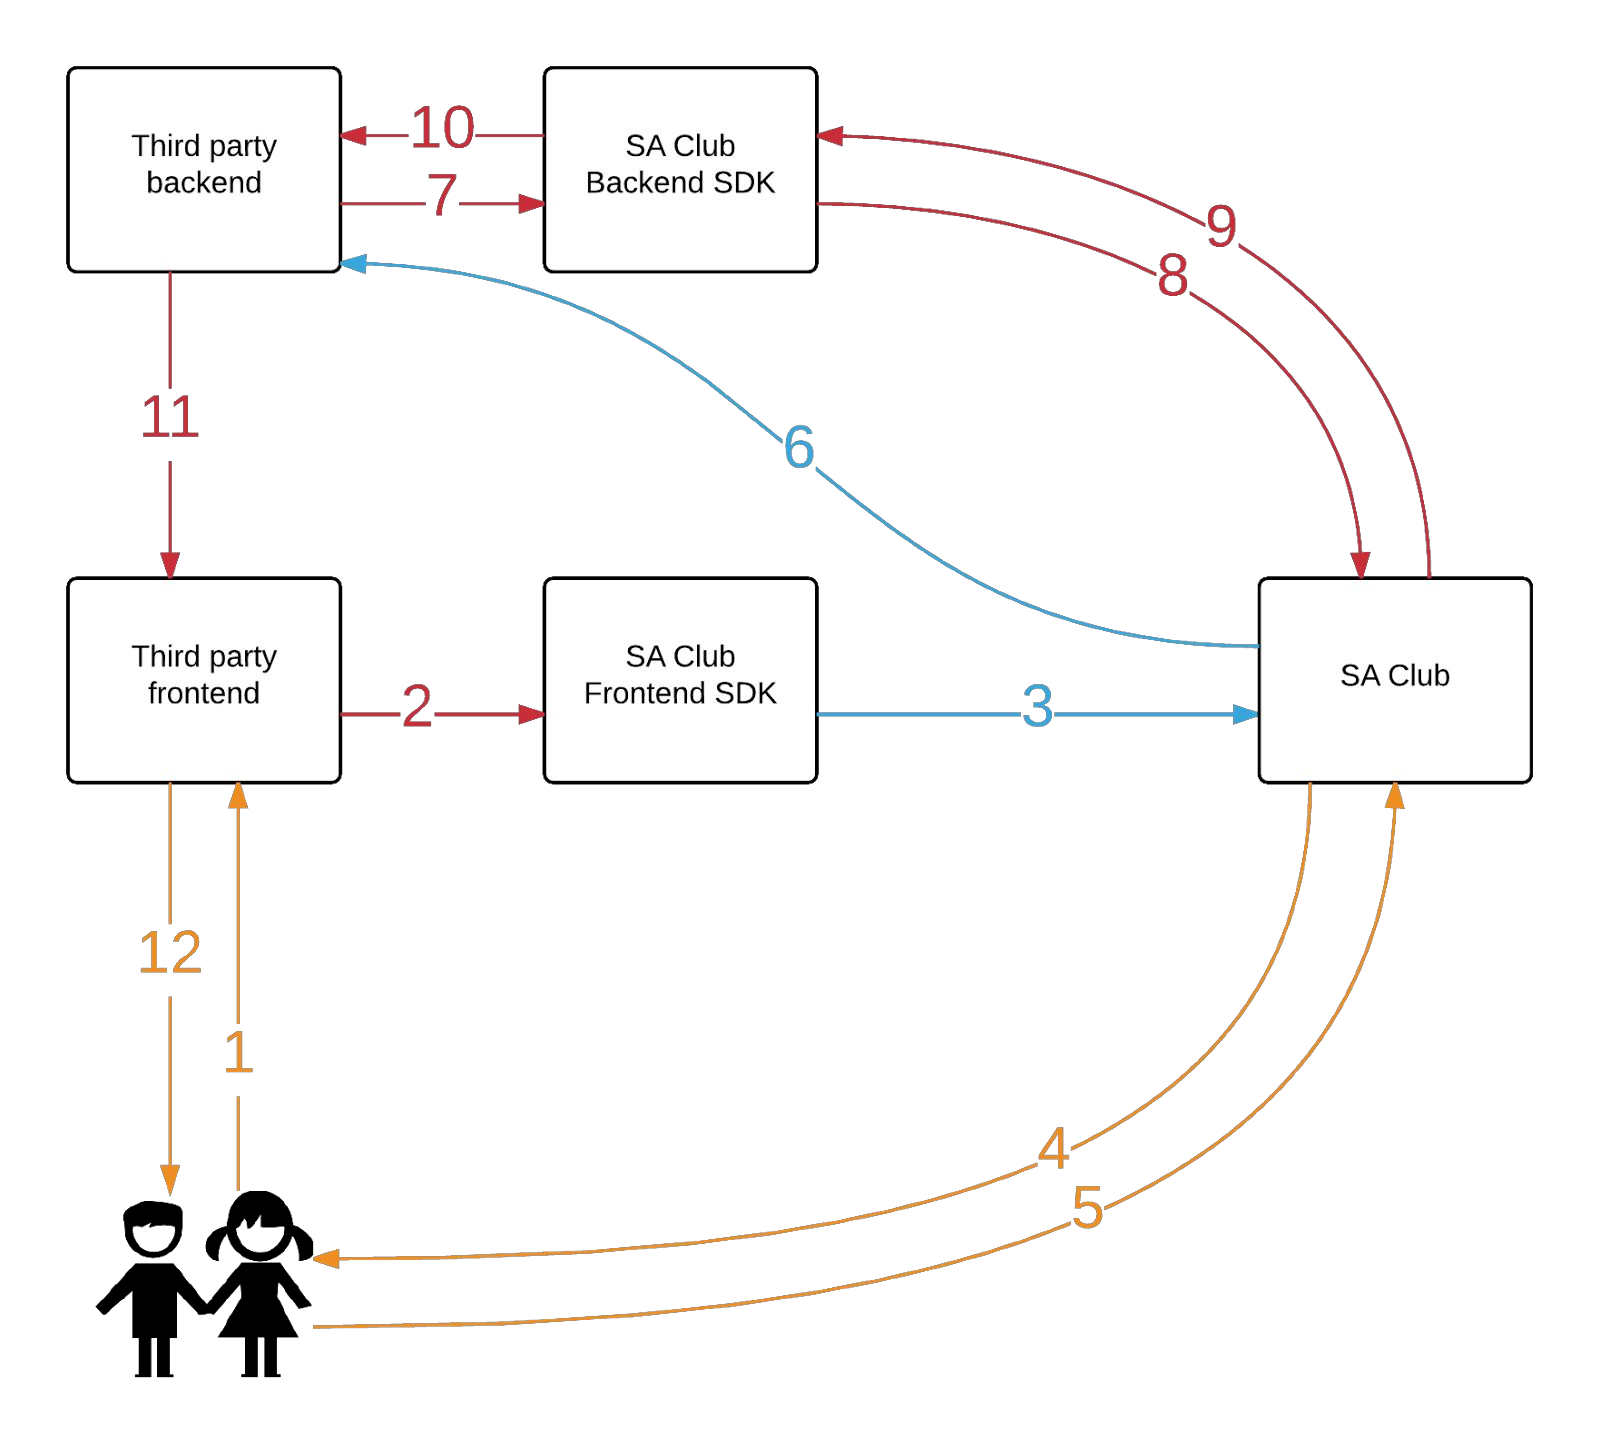 Third party
backend
10
7
SA Club
Backend SDK
9
8
11
6
Third party
frontend
2
SA Club
Frontend SDK
3
SA Club
12
1
4
5